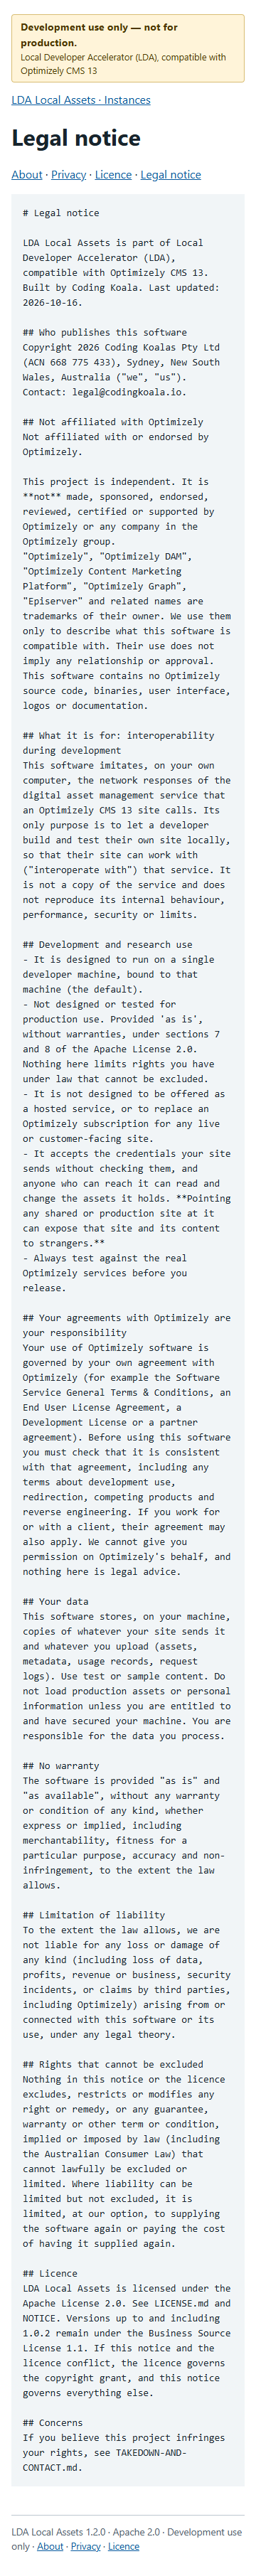 Development use only — not for
production.
Local Developer Accelerator (LDA), compatible with
Optimizely CMS 13
LDA Local Assets · Instances
Legal notice
About · Privacy · Licence · Legal notice
# Legal notice
LDA Local Assets is part of Local
Developer Accelerator (LDA),
compatible with Optimizely CMS 13.
Built by Coding Koala. Last updated:
2026-10-16.
## Who publishes this software
Copyright 2026 Coding Koalas Pty Ltd
(ACN 668 775 433), Sydney, New South
Wales, Australia ("we", "us").
Contact: legal@codingkoala.io.
## Not affiliated with Optimizely
Not affiliated with or endorsed by
Optimizely.
This project is independent. It is
**not** made, sponsored, endorsed,
reviewed, certified or supported by
Optimizely or any company in the
Optimizely group.
"Optimizely", "Optimizely DAM",
"Optimizely Content Marketing
Platform", "Optimizely Graph",
"Episerver" and related names are
trademarks of their owner. We use them
only to describe what this software is
compatible with. Their use does not
imply any relationship or approval.
This software contains no Optimizely
source code, binaries, user interface,
logos or documentation.
## What it is for: interoperability
during development
This software imitates, on your own
computer, the network responses of the
digital asset management service that
an Optimizely CMS 13 site calls. Its
only purpose is to let a developer
build and test their own site locally,
so that their site can work with
("interoperate with") that service. It
is not a copy of the service and does
not reproduce its internal behaviour,
performance, security or limits.
## Development and research use
- It is designed to run on a single
developer machine, bound to that
machine (the default).
- Not designed or tested for
production use. Provided 'as is',
without warranties, under sections 7
and 8 of the Apache License 2.0.
Nothing here limits rights you have
under law that cannot be excluded.
- It is not designed to be offered as
a hosted service, or to replace an
Optimizely subscription for any live
or customer-facing site.
- It accepts the credentials your site
sends without checking them, and
anyone who can reach it can read and
change the assets it holds. **Pointing
any shared or production site at it
can expose that site and its content
to strangers.**
- Always test against the real
Optimizely services before you
release.
## Your agreements with Optimizely are
your responsibility
Your use of Optimizely software is
governed by your own agreement with
Optimizely (for example the Software
Service General Terms & Conditions, an
End User License Agreement, a
Development License or a partner
agreement). Before using this software
you must check that it is consistent
with that agreement, including any
terms about development use,
redirection, competing products and
reverse engineering. If you work for
or with a client, their agreement may
also apply. We cannot give you
permission on Optimizely's behalf, and
nothing here is legal advice.
## Your data
This software stores, on your machine,
copies of whatever your site sends it
and whatever you upload (assets,
metadata, usage records, request
logs). Use test or sample content. Do
not load production assets or personal
information unless you are entitled to
and have secured your machine. You are
responsible for the data you process.
## No warranty
The software is provided "as is" and
"as available", without any warranty
or condition of any kind, whether
express or implied, including
merchantability, fitness for a
particular purpose, accuracy and non-
infringement, to the extent the law
allows.
## Limitation of liability
To the extent the law allows, we are
not liable for any loss or damage of
any kind (including loss of data,
profits, revenue or business, security
incidents, or claims by third parties,
including Optimizely) arising from or
connected with this software or its
use, under any legal theory.
## Rights that cannot be excluded
Nothing in this notice or the licence
excludes, restricts or modifies any
right or remedy, or any guarantee,
warranty or other term or condition,
implied or imposed by law (including
the Australian Consumer Law) that
cannot lawfully be excluded or
limited. Where liability can be
limited but not excluded, it is
limited, at our option, to supplying
the software again or paying the cost
of having it supplied again.
## Licence
LDA Local Assets is licensed under the
Apache License 2.0. See LICENSE.md and
NOTICE. Versions up to and including
1.0.2 remain under the Business Source
License 1.1. If this notice and the
licence conflict, the licence governs
the copyright grant, and this notice
governs everything else.
## Concerns
If you believe this project infringes
your rights, see TAKEDOWN-AND-
CONTACT.md.
LDA Local Assets 1.2.0 · Apache 2.0 · Development use
only · About · Privacy · Licence